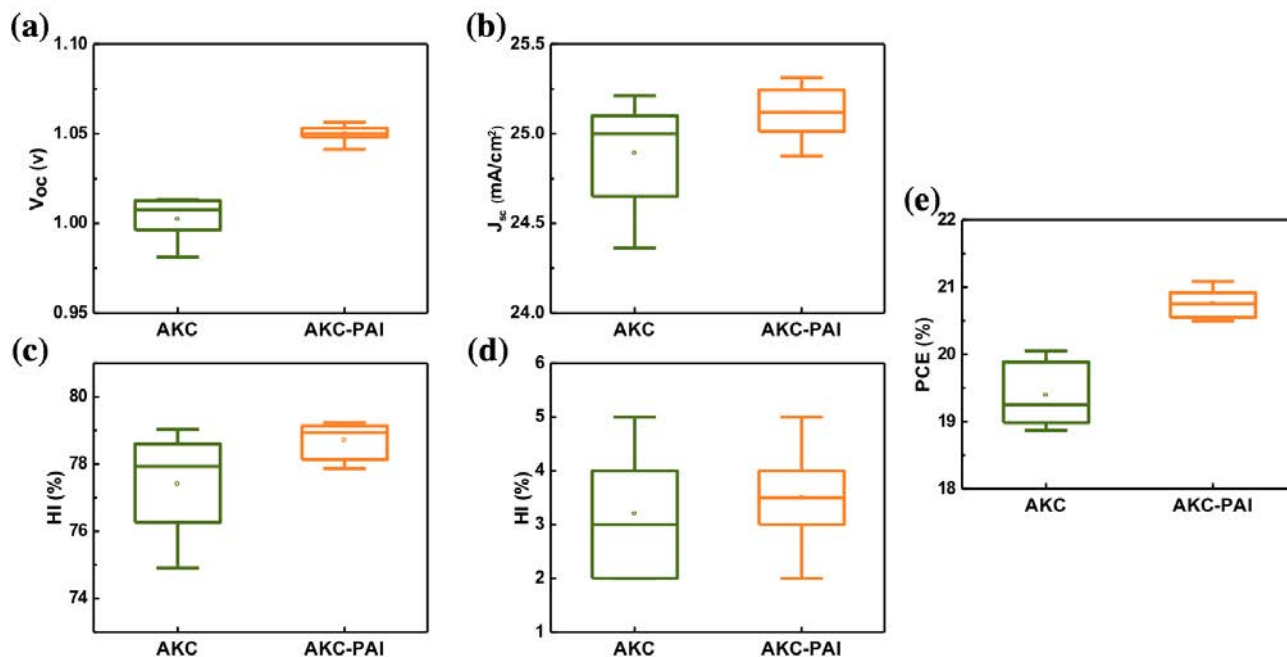 (a)
1.10
1.05
1.00
0.95
Voc (v)
AKC AKC-PAI
(b)
25.5
25.0
24.5
24.0
Jsc (mA/cm²)
AKC AKC-PAI
(c)
80
78
76
74
HI (%)
AKC AKC-PAI
(d)
6
5
4
3
2
1
HI (%)
AKC AKC-PAI
(e)
22
21
20
19
18
PCE (%)
AKC AKC-PAI